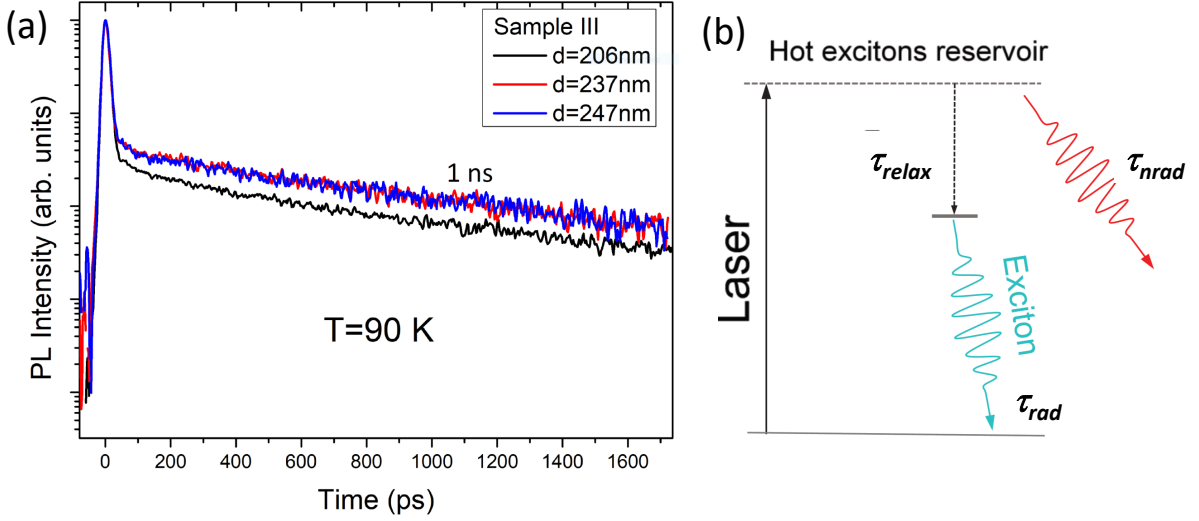 (a)
Sample III
d=206nm
d=237nm
d=247nm
1 ns
T=90 K
PL Intensity (arb. units)
0 200 400 600 800 1000 1200 1400 1600
Time (ps)
(b)
Hot excitons reservoir
τrelax
τnrad
Laser
Exciton
τrad